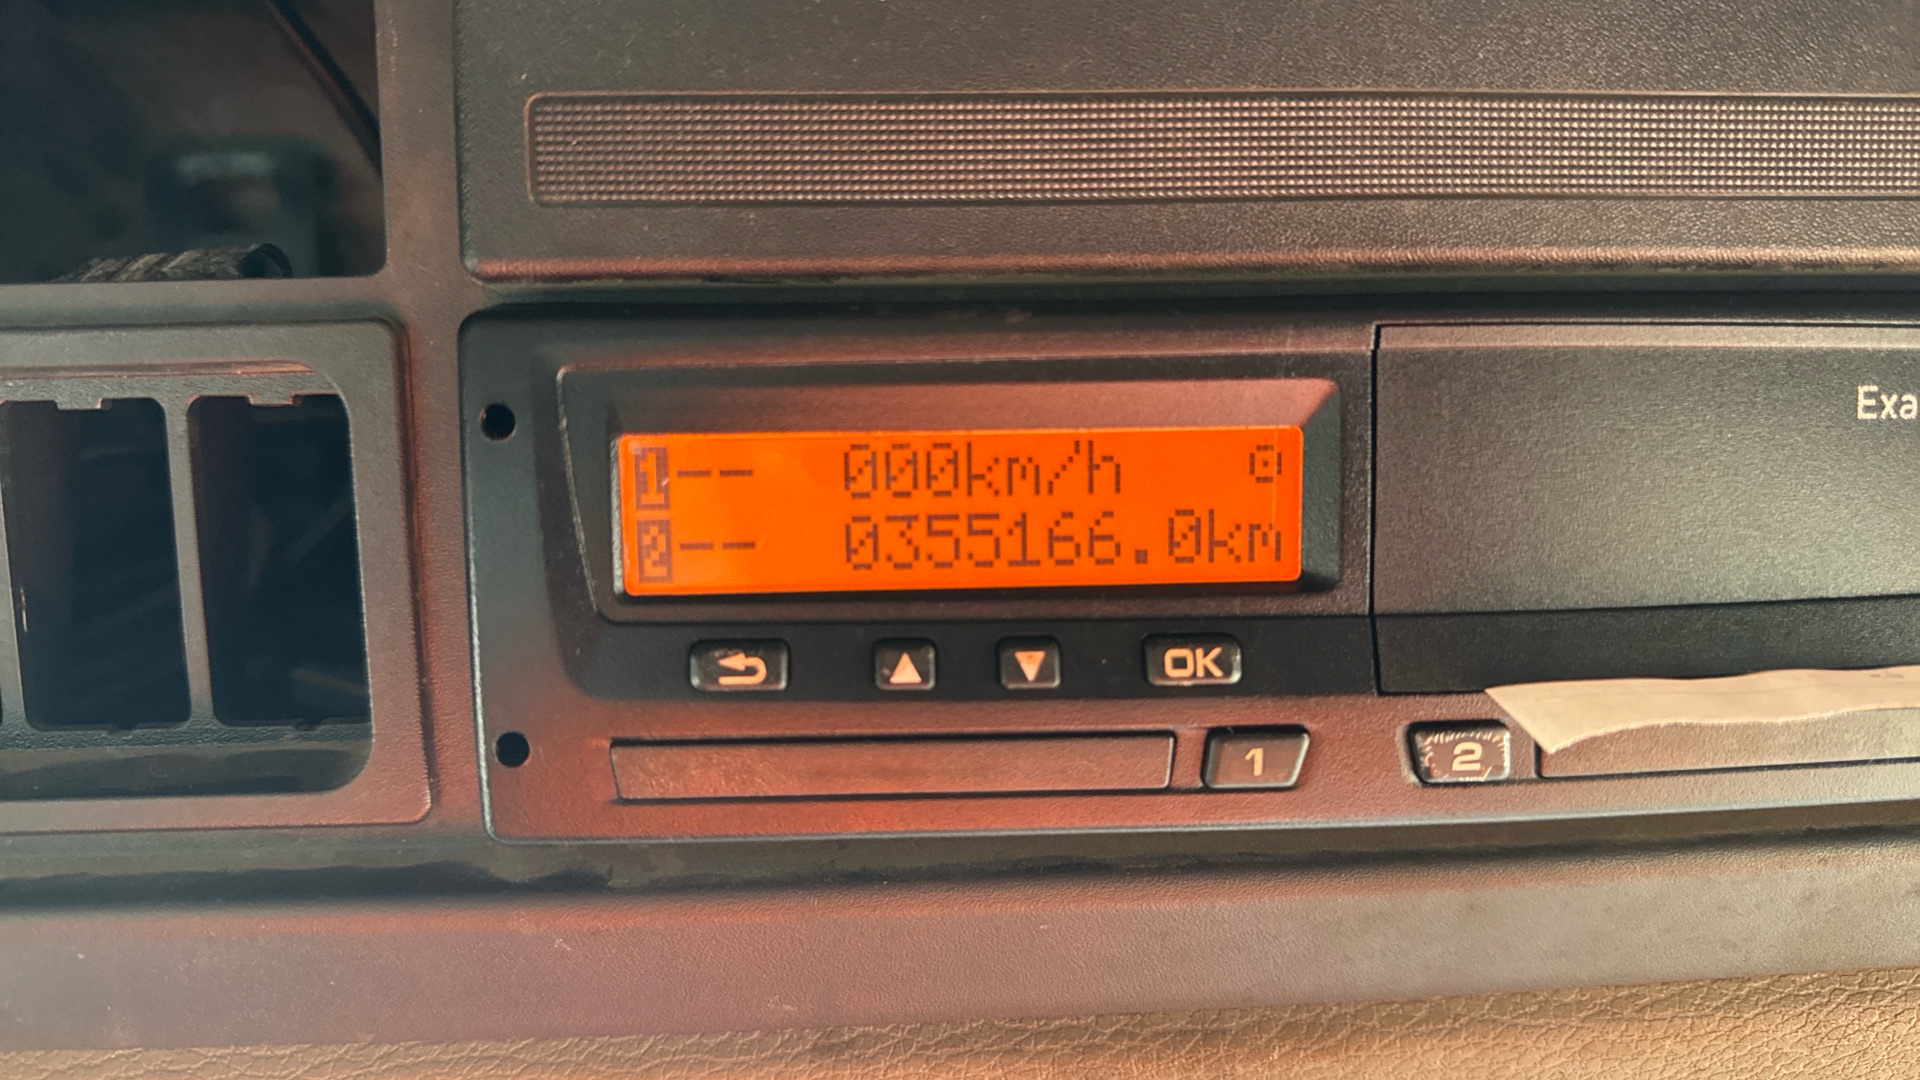 Exa
1-- 000km/h ⊙
2-- 0355166.0km
OK
1
2